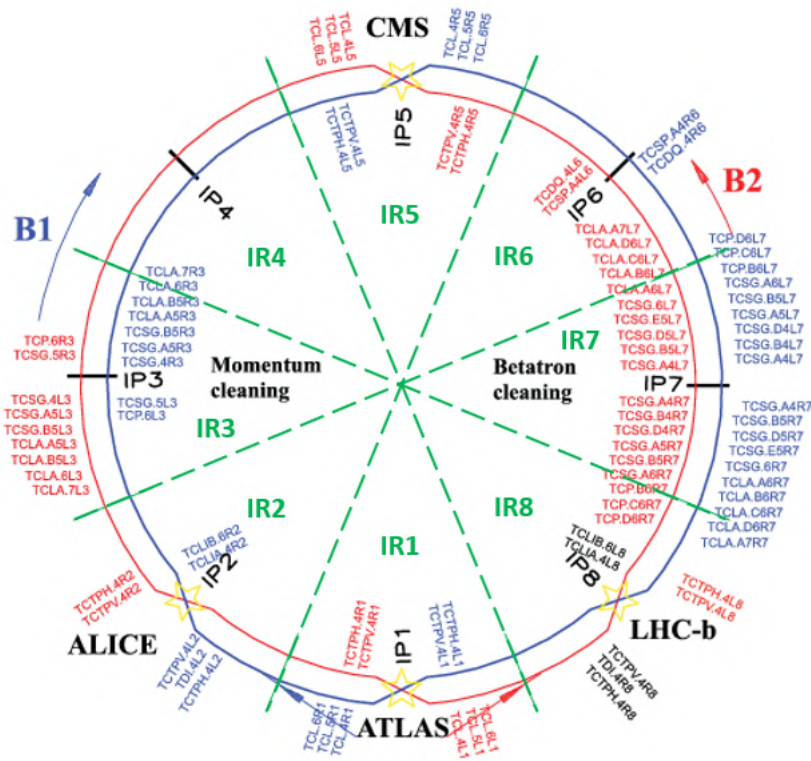 CMS
TCL.4L5
TCL.5L5
TCL.6L5
TCL.4R5
TCL.5R5
TCL.6R5
TCTPV.4L5
TCTPH.4L5
IP5
TCTPV.4R5
TCTPH.4R5
TCSP.A4R6
TCDQ.4R6
TCDQ.4L6
TCSP.A4L6
IP6
IP4
B1
B2
IR4
IR5
IR6
TCLA.A7L7
TCLA.D6L7
TCLA.C6L7
TCLA.B6L7
TCLA.A6L7
TCSG.6L7
TCSG.E5L7
TCSG.D5L7
TCSG.B5L7
TCSG.A4L7
TCP.D6L7
TCP.C6L7
TCP.B6L7
TCSG.A6L7
TCSG.B5L7
TCSG.A5L7
TCSG.D4L7
TCSG.B4L7
TCSG.A4L7
TCLA.7R3
TCLA.6R3
TCLA.B5R3
TCLA.A5R3
TCSG.B5R3
TCSG.A5R3
TCSG.4R3
TCP.6R3
TCSG.5R3
IR7
IP3
Momentum
cleaning
Betatron
cleaning
IP7
TCSG.5L3
TCP.6L3
IR3
TCSG.4L3
TCSG.A5L3
TCSG.B5L3
TCLA.A5L3
TCLA.B5L3
TCLA.6L3
TCLA.7L3
TCSG.A4R7
TCSG.B4R7
TCSG.D4R7
TCSG.A5R7
TCSG.B5R7
TCSG.A6R7
TCP.B6R7
TCP.C6R7
TCP.D6R7
TCSG.A4R7
TCSG.B5R7
TCSG.D5R7
TCSG.E5R7
TCSG.6R7
TCLA.A6R7
TCLA.B6R7
TCLA.C6R7
TCLA.D6R7
TCLA.A7R7
IR2
IR1
IR8
TCLIB.6R2
TCLIA.4R2
IP2
TCTPH.4R2
TCTPV.4R2
ALICE
TCTPV.4L2
TDI.4L2
TCTPH.4L2
TCLIB.6L8
TCLIA.4L8
IP8
TCTPH.4L8
TCTPV.4L8
LHC-b
TCTPV.4R8
TDI.4R8
TCTPH.4R8
TCTPH.4R1
TCTPV.4R1
IP1
TCTPH.4L1
TCTPV.4L1
TCL.6R1
TCL.5R1
TCL.4R1
ATLAS
TCL.6L1
TCL.5L1
TCL.4L1